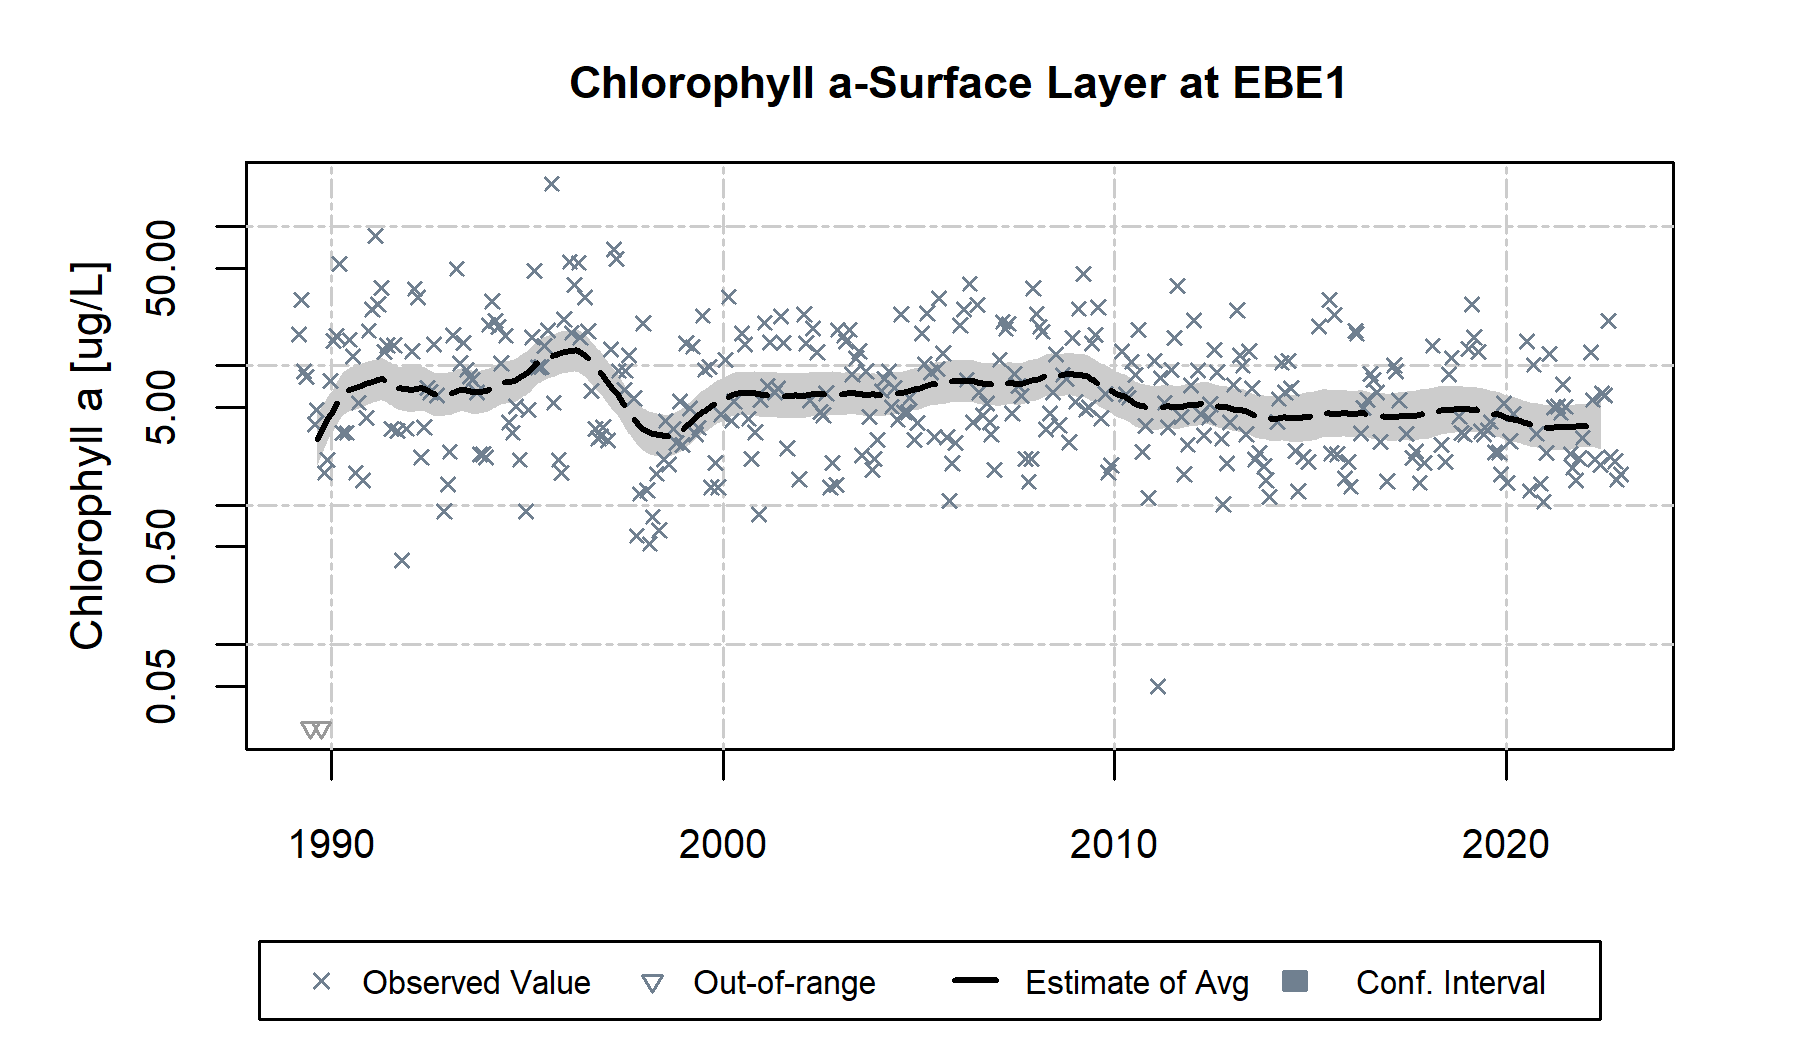 Chlorophyll a-Surface Layer at EBE1
Chlorophyll a [ug/L]
50.00
5.00
0.50
0.05
1990 2000 2010 2020
Observed Value Out-of-range Estimate of Avg Conf. Interval